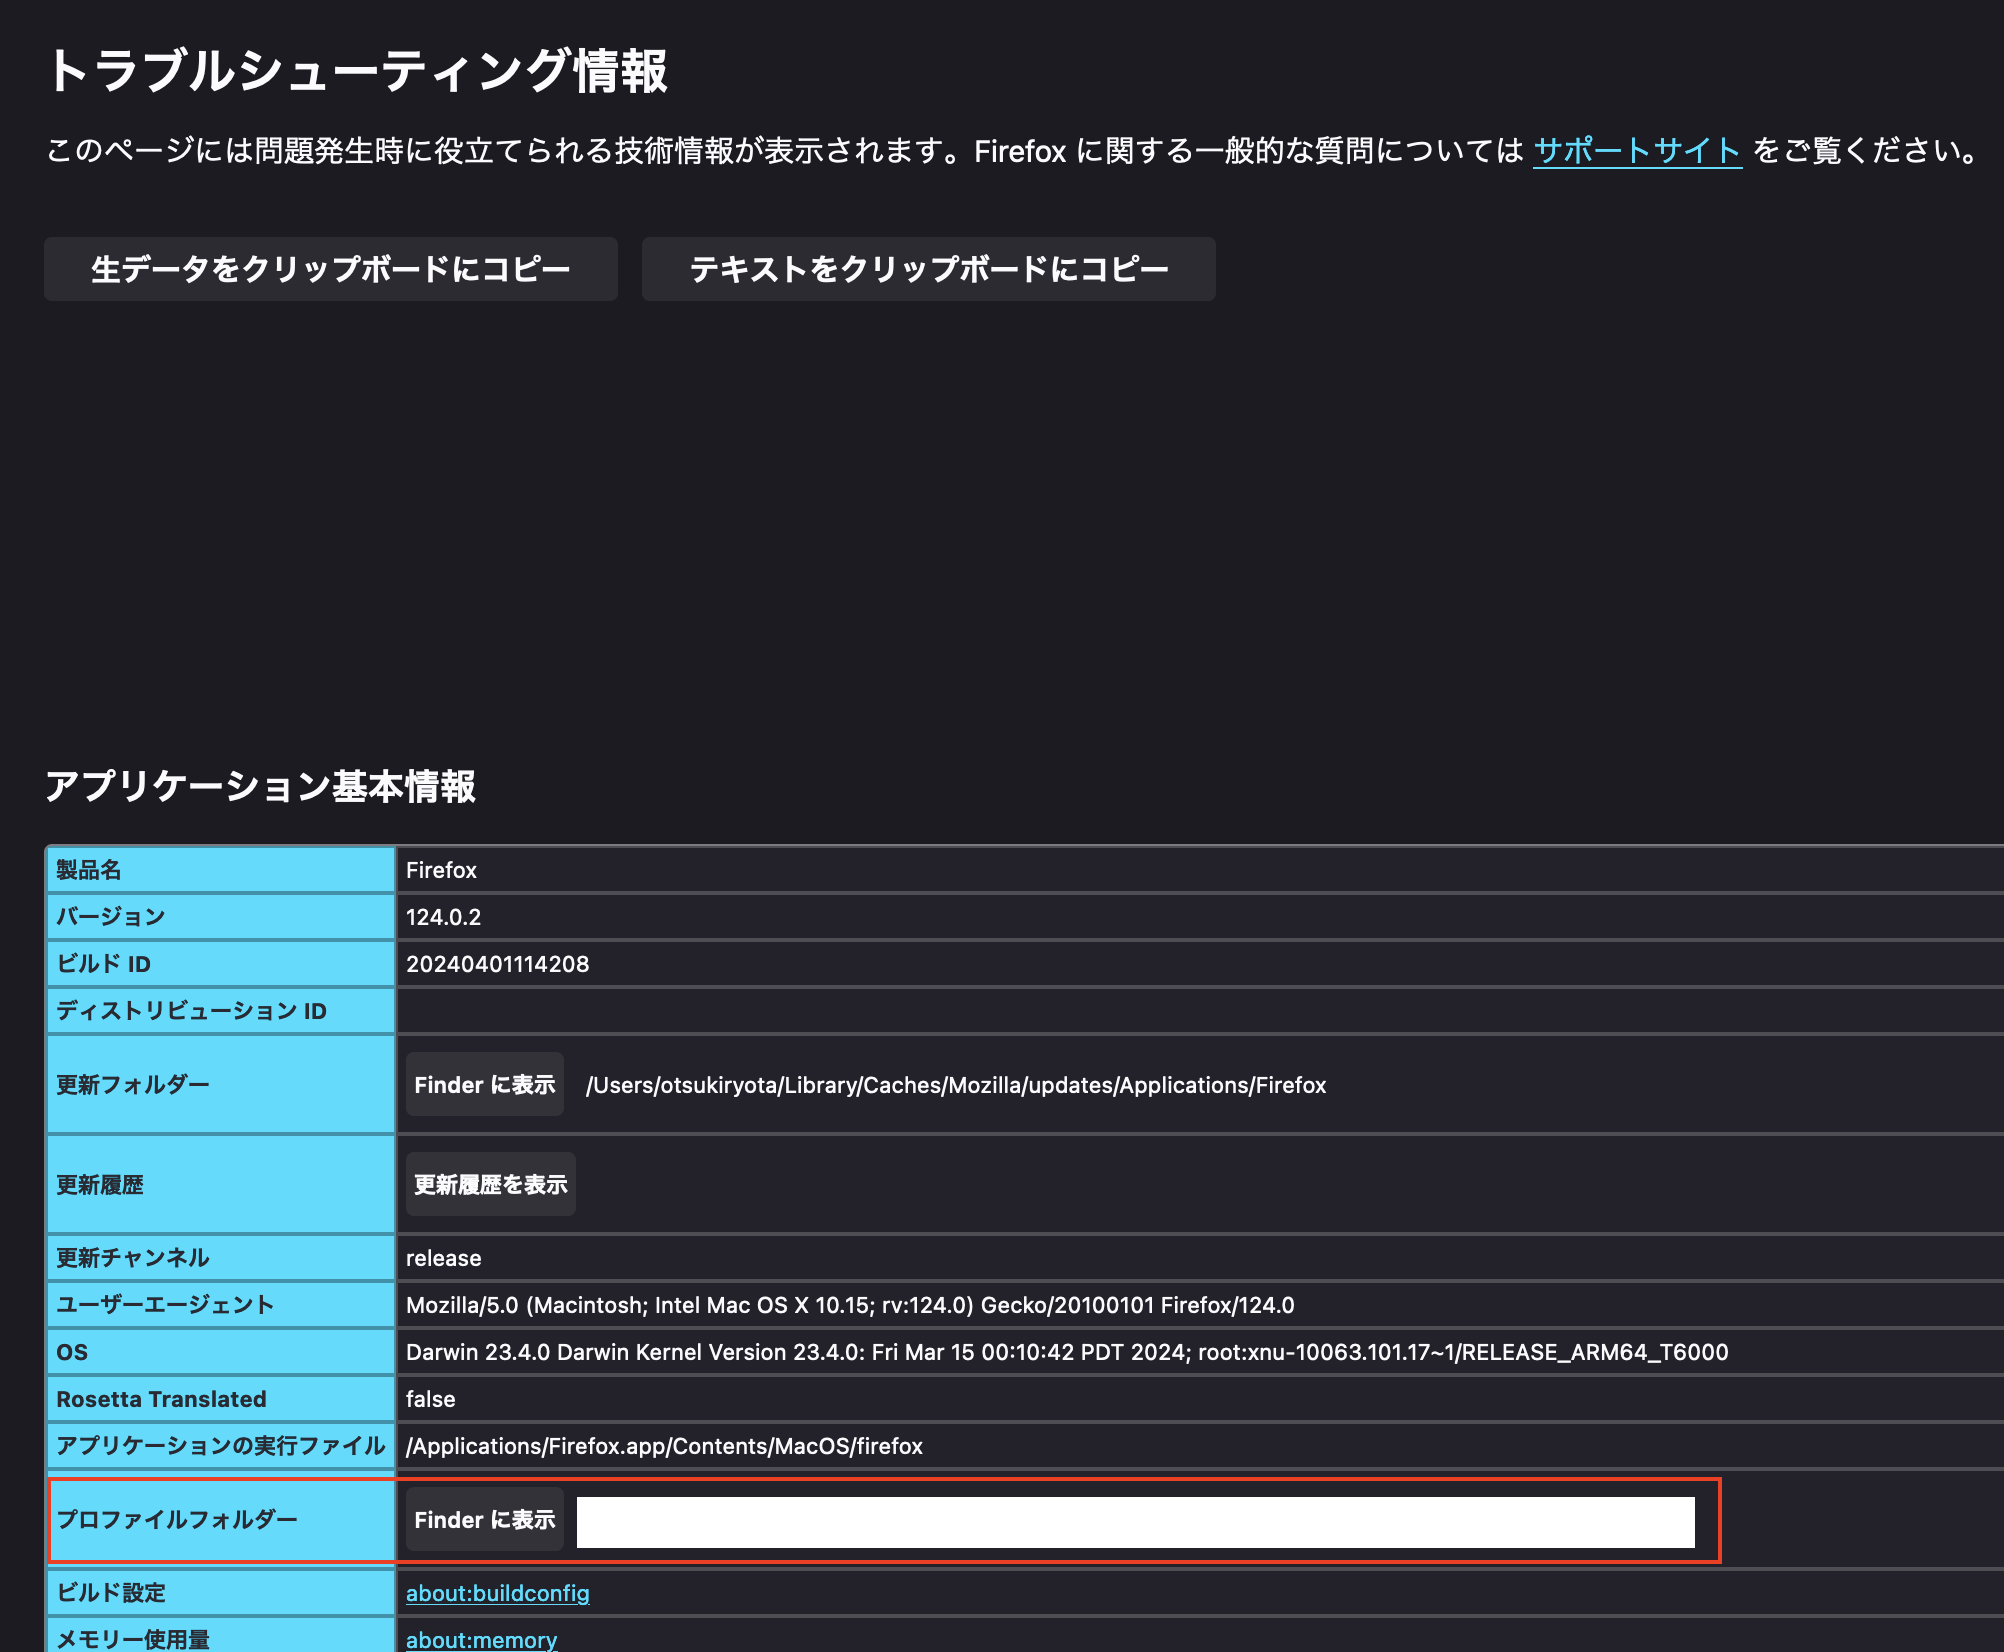 トラブルシューティング情報
このページには問題発生時に役立てられる技術情報が表示されます。Firefox に関する一般的な質問については サポートサイト をご覧ください。
生データをクリップボードにコピー テキストをクリップボードにコピー
アプリケーション基本情報
製品名 Firefox
バージョン 124.0.2
ビルド ID 20240401114208
ディストリビューション ID
更新フォルダー Finder に表示 /Users/otsukiryota/Library/Caches/Mozilla/updates/Applications/Firefox
更新履歴 更新履歴を表示
更新チャンネル release
ユーザーエージェント Mozilla/5.0 (Macintosh; Intel Mac OS X 10.15; rv:124.0) Gecko/20100101 Firefox/124.0
OS Darwin 23.4.0 Darwin Kernel Version 23.4.0: Fri Mar 15 00:10:42 PDT 2024; root:xnu-10063.101.17~1/RELEASE_ARM64_T6000
Rosetta Translated false
アプリケーションの実行ファイル /Applications/Firefox.app/Contents/MacOS/firefox
プロファイルフォルダー Finder に表示
ビルド設定 about:buildconfig
メモリー使用量 about:memory